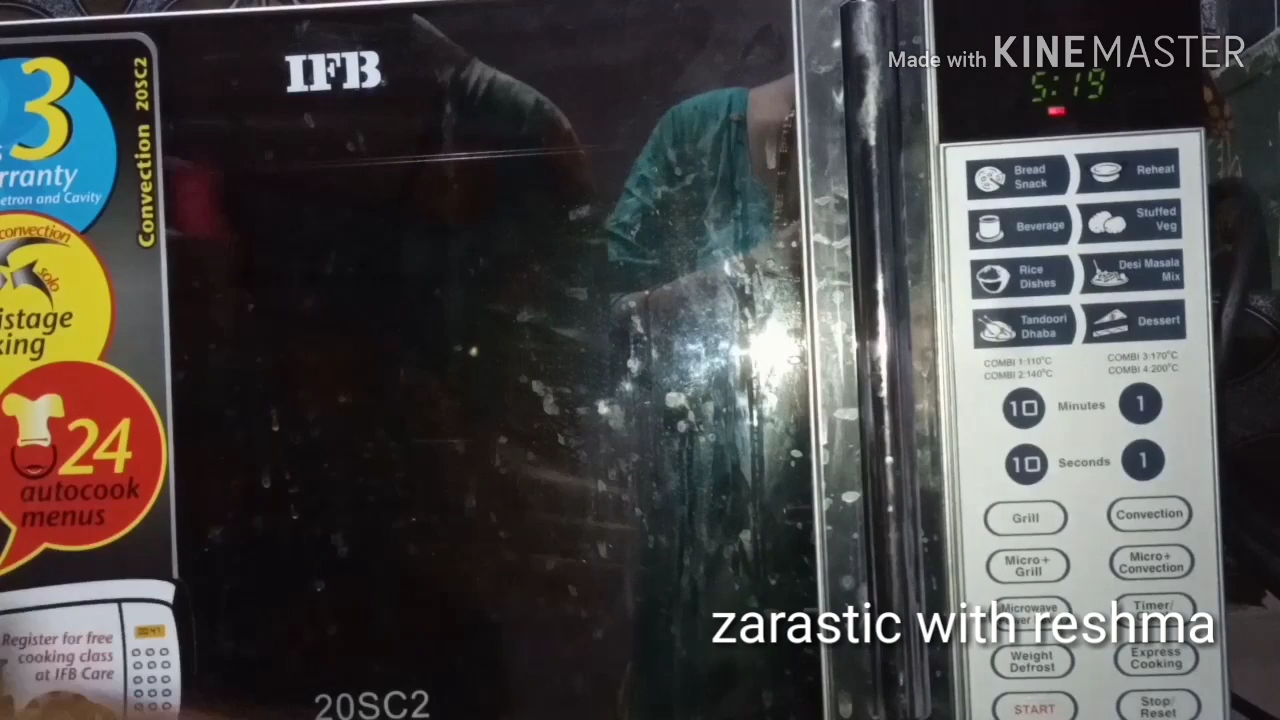 3
rranty
etron and Cavity
convection
solo
istage
king
24
autocook
menus
Register for free
cooking class
at IFB Care
Convection 20SC2
IFB
20SC2
Made with KINEMASTER
5:19
Bread Snack
Reheat
Beverage
Stuffed Veg
Rice Dishes
Desi Masala Mix
Tandoori Dhaba
Dessert
COMBI 1:110°C
COMBI 3:170°C
COMBI 2:140°C
COMBI 4:200°C
10 Minutes 1
10 Seconds 1
Grill
Convection
Micro+ Grill
Micro+ Convection
Microwave
Timer/
zarastic with reshma
Weight Defrost
Express Cooking
START
Stop/ Reset